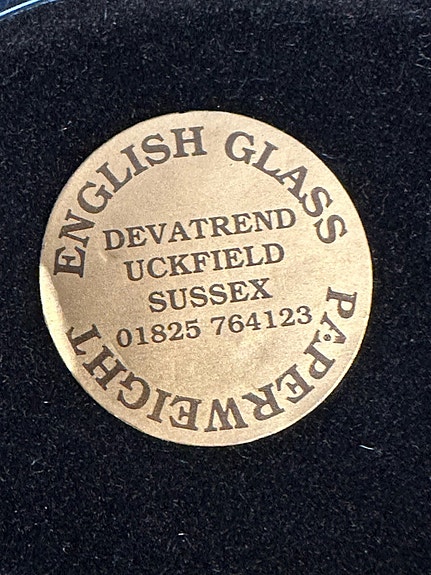 ENGLISH GLASS
DEVATREND
UCKFIELD
SUSSEX
01825 764123
PAPERWEIGHT